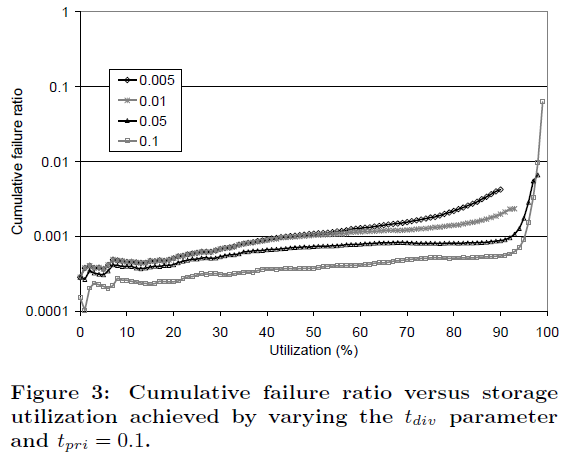 1
0.1
0.01
0.001
0.0001
Cumulative failure ratio
0.005
0.01
0.05
0.1
0 10 20 30 40 50 60 70 80 90 100
Utilization (%)
Figure 3: Cumulative failure ratio versus storage
utilization achieved by varying the t_div parameter
and t_pri = 0.1.